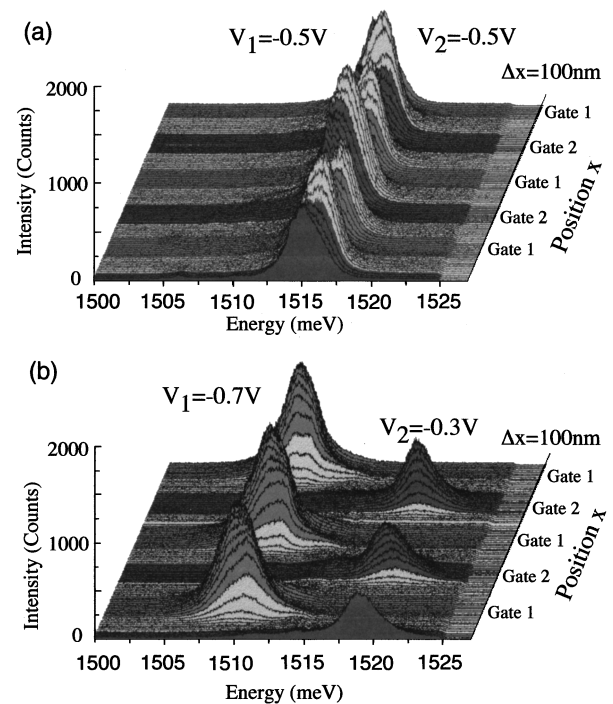 (a)
V₁=-0.5V V₂=-0.5V
Δx=100nm
2000
1000
0
Intensity (Counts)
Gate 1
Gate 2
Gate 1
Gate 2
Gate 1
Position x
1500 1505 1510 1515 1520 1525
Energy (meV)
(b)
V₁=-0.7V
V₂=-0.3V
Δx=100nm
2000
1000
0
Intensity (Counts)
Gate 1
Gate 2
Gate 1
Gate 2
Gate 1
Position x
1500 1505 1510 1515 1520 1525
Energy (meV)